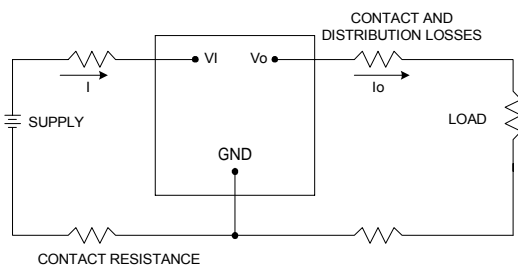 CONTACT AND
DISTRIBUTION LOSSES
VI
Vo
I
Io
SUPPLY
LOAD
GND
CONTACT RESISTANCE